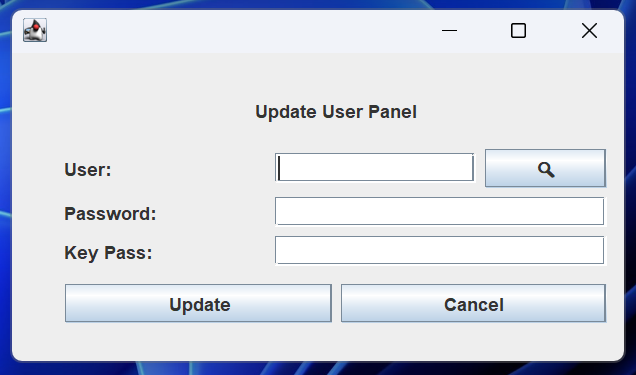 Update User Panel
User:
Password:
Key Pass:
Update Cancel